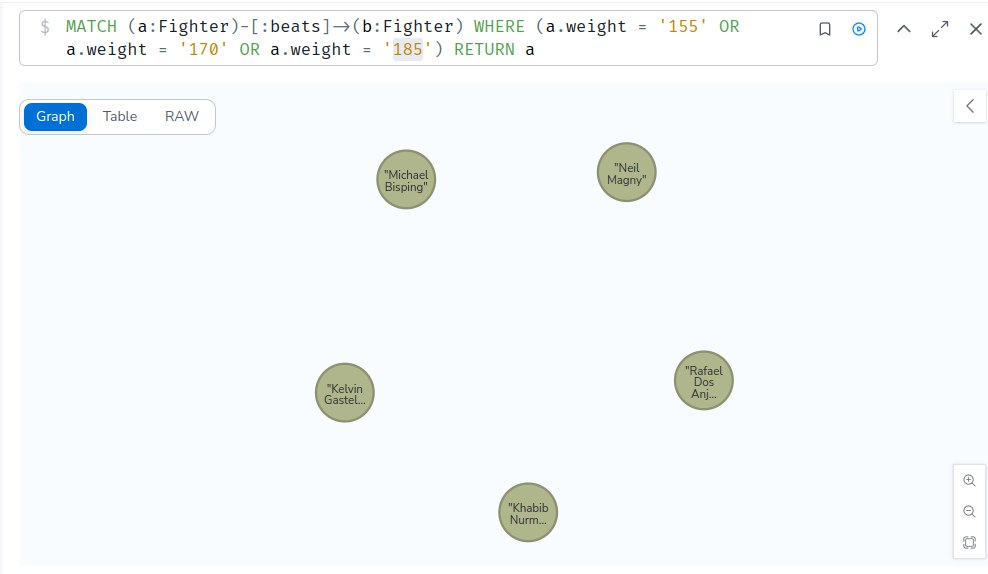 $ MATCH (a:Fighter)-[:beats]->(b:Fighter) WHERE (a.weight = '155' OR
a.weight = '170' OR a.weight = '185') RETURN a
Graph Table RAW
"Michael
Bisping"
"Neil
Magny"
"Kelvin
Gastel...
"Rafael
Dos
Anj...
"Khabib
Nurm...